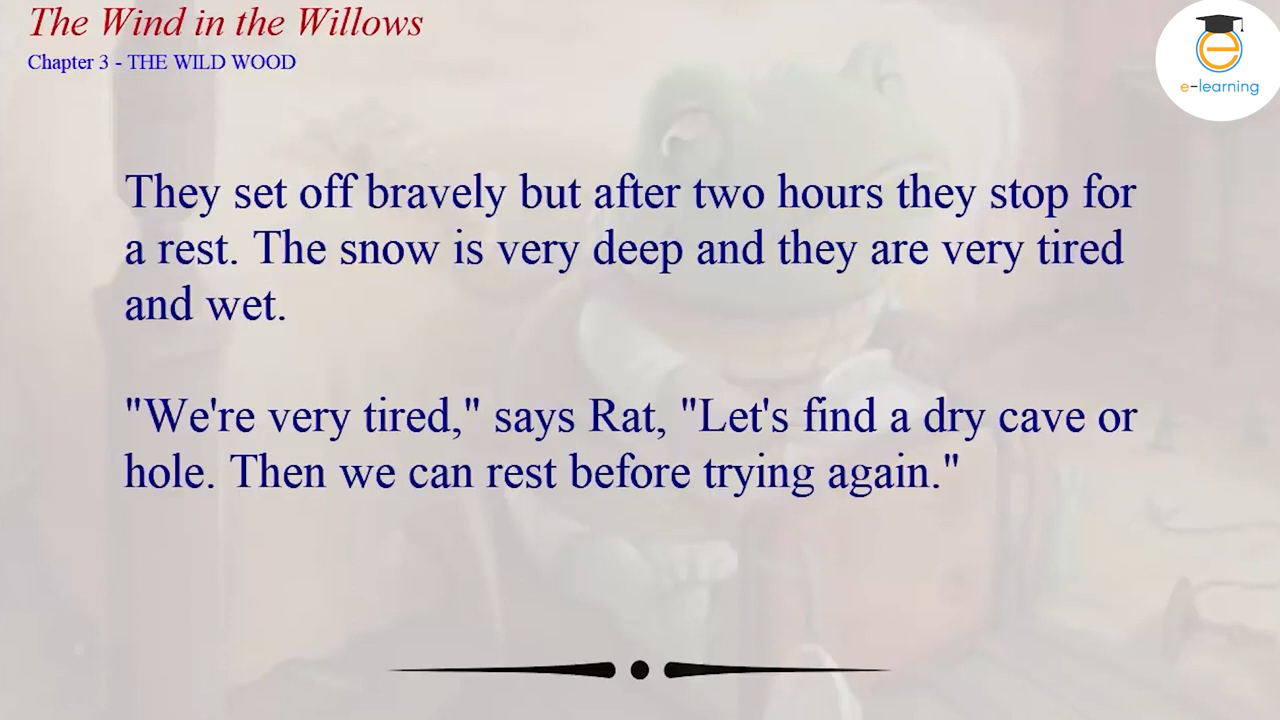 The Wind in the Willows
Chapter 3 - THE WILD WOOD
e-learning
They set off bravely but after two hours they stop for
a rest. The snow is very deep and they are very tired
and wet.
"We're very tired," says Rat, "Let's find a dry cave or
hole. Then we can rest before trying again."